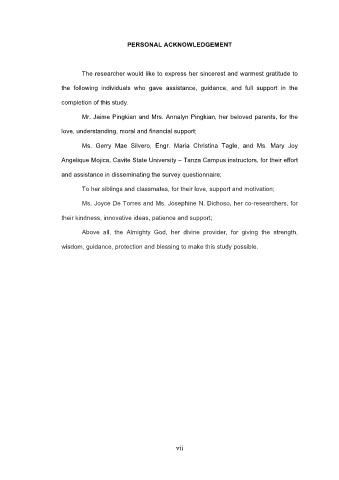 PERSONAL ACKNOWLEDGEMENT
The researcher would like to express her sincerest and warmest gratitude to
the following individuals who gave assistance, guidance, and full support in the
completion of this study.
Mr. Jaime Pingkian and Mrs. Annalyn Pingkian, her beloved parents, for the
love, understanding, moral and financial support;
Ms. Gerry Mae Silvero, Engr. Maria Christina Tagle, and Ms. Mary Joy
Angelique Mojica, Cavite State University – Tanza Campus instructors, for their effort
and assistance in disseminating the survey questionnaire;
To her siblings and classmates, for their love, support and motivation;
Ms. Joyce De Torres and Ms. Josephine N. Dichoso, her co-researchers, for
their kindness, innovative ideas, patience and support;
Above all, the Almighty God, her divine provider, for giving the strength,
wisdom, guidance, protection and blessing to make this study possible.
vii